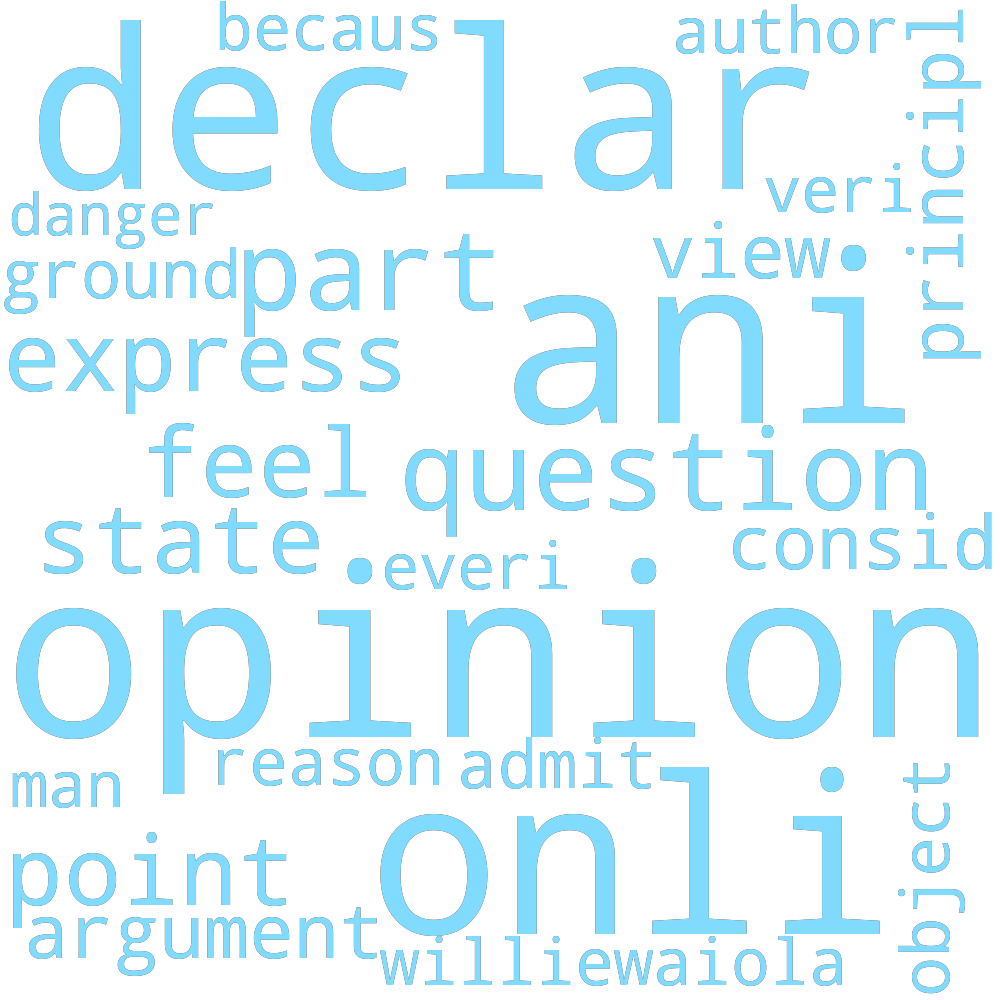 becaus
author
declar
principl
veri
danger
view
part
ground
ani
express
feel
question
state
consid
everi
opinion
reason
admit
man
object
onli
point
argument
williewaiola